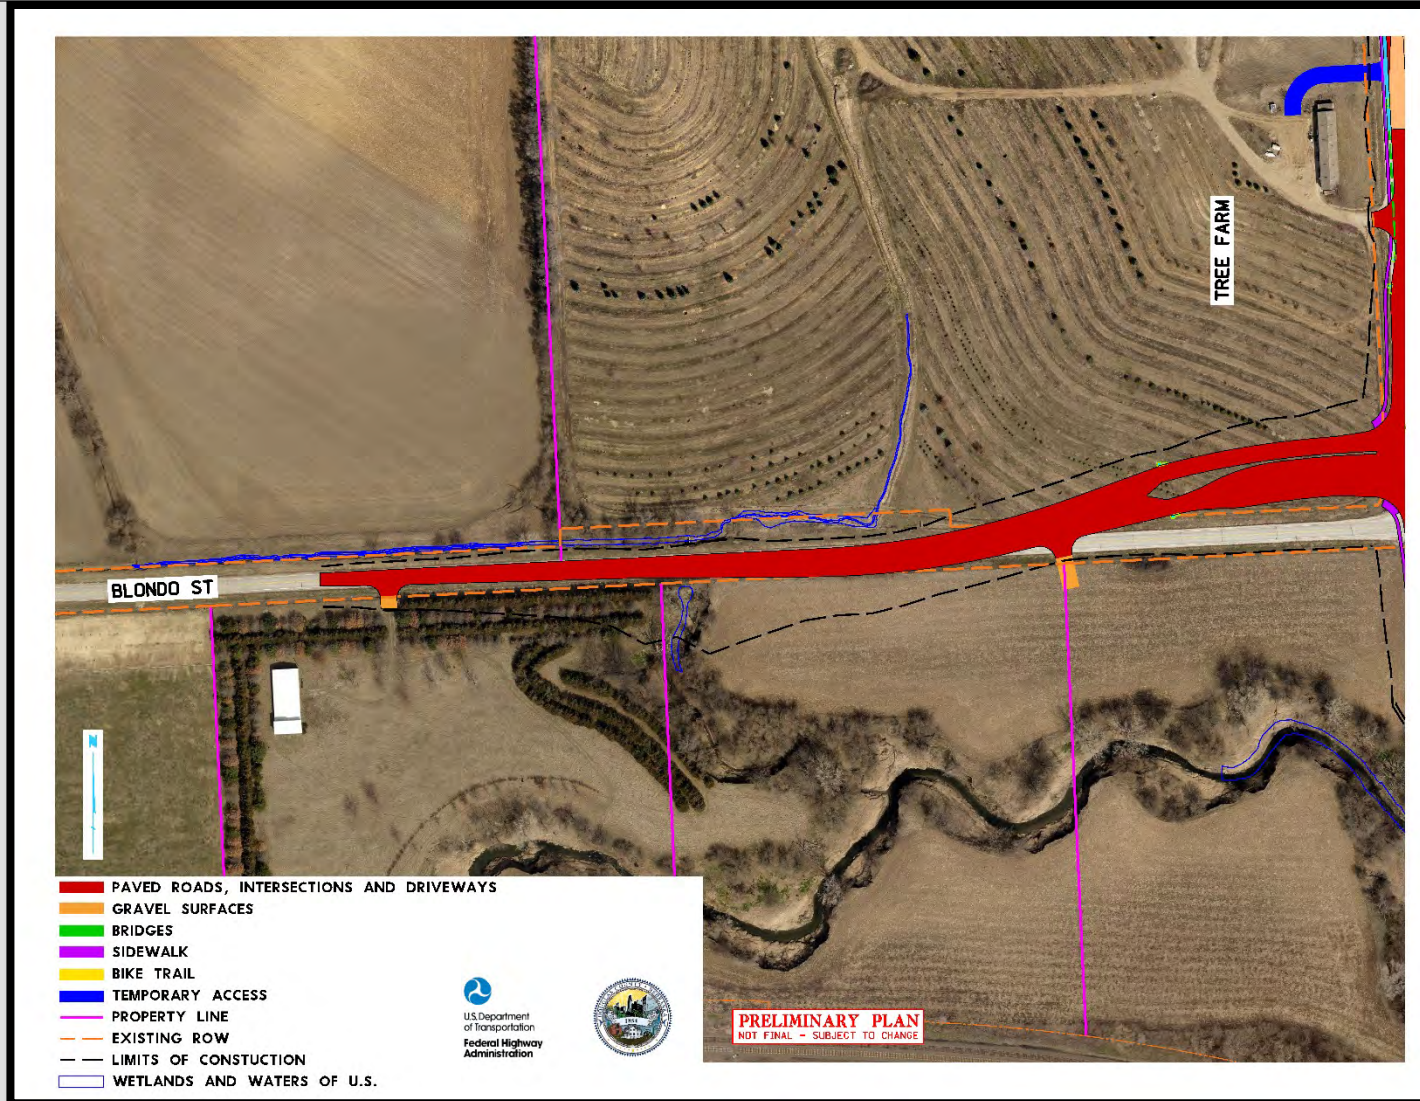 TREE FARM
BLONDO ST
N
PAVED ROADS, INTERSECTIONS AND DRIVEWAYS
GRAVEL SURFACES
BRIDGES
SIDEWALK
BIKE TRAIL
TEMPORARY ACCESS
PROPERTY LINE
EXISTING ROW
LIMITS OF CONSTUCTION
WETLANDS AND WATERS OF U.S.
U.S. Department
of Transportation
Federal Highway
Administration
1854
PRELIMINARY PLAN
NOT FINAL - SUBJECT TO CHANGE